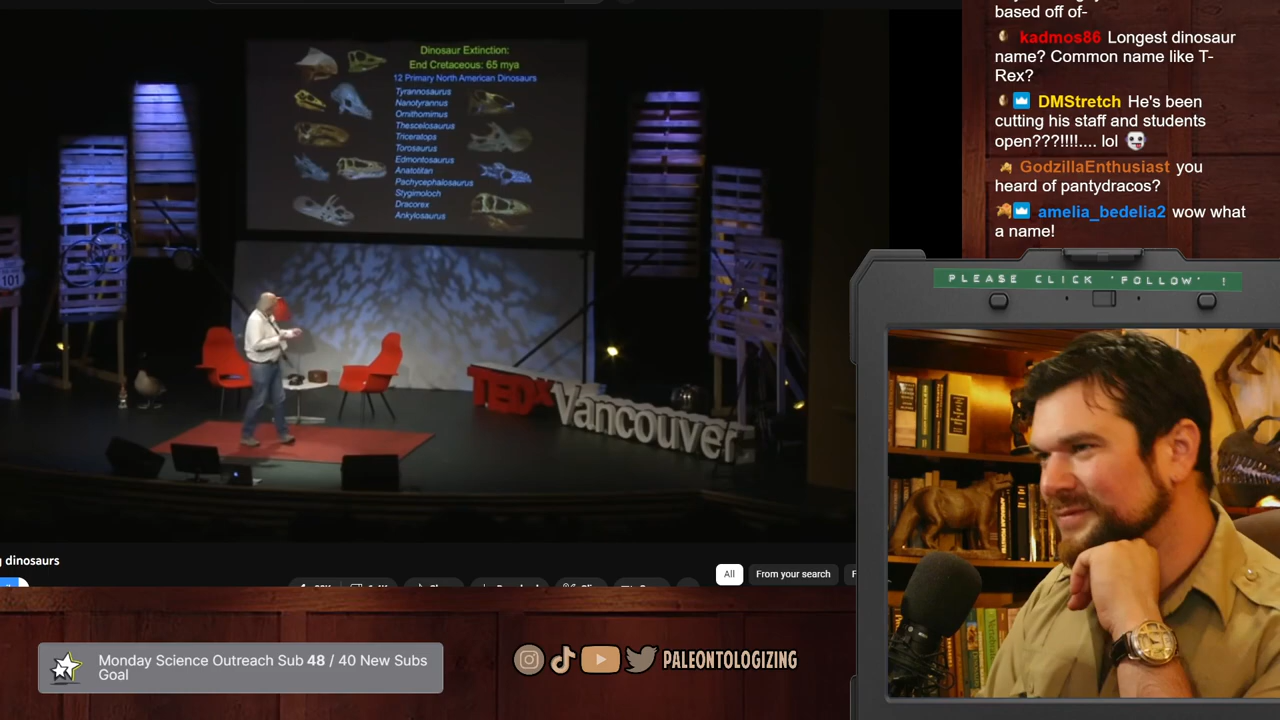 based off of-
kadmos86 Longest dinosaur
name? Common name like T-
Rex?
DMStretch He's been
cutting his staff and students
open???!!!!.... lol
GodzillaEnthusiast you
heard of pantydracos?
amelia_bedelia2 wow what
a name!
Dinosaur Extinction:
End Cretaceous: 65 mya
12 Primary North American Dinosaurs
Tyrannosaurus
Nanotyrannus
Ornithomimus
Thescelosaurus
Triceratops
Torosaurus
Edmontosaurus
Anatotitan
Pachycephalosaurus
Stygimoloch
Dracorex
Ankylosaurus
101
TEDx Vancouver
PLEASE CLICK 'FOLLOW' !
g dinosaurs
All
From your search
F
Monday Science Outreach Sub 48 / 40 New Subs
Goal
PALEONTOLOGIZING